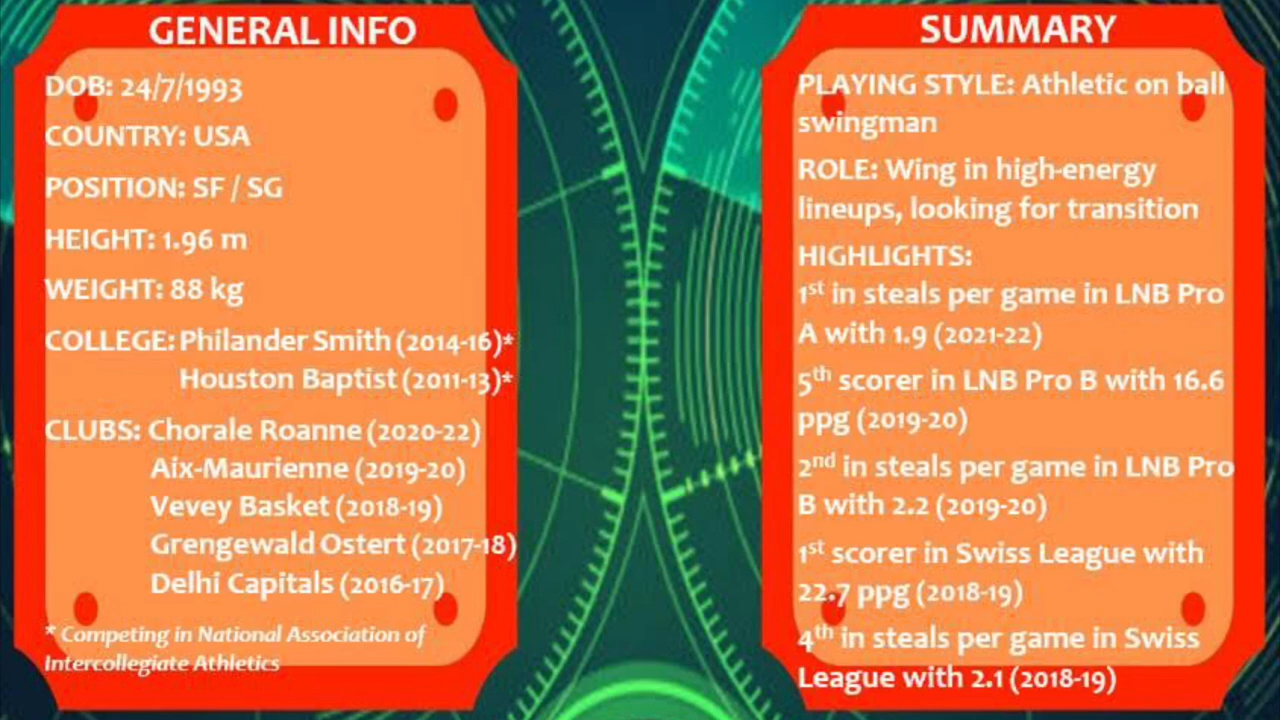 GENERAL INFO
DOB: 24/7/1993
COUNTRY: USA
POSITION: SF / SG
HEIGHT: 1.96 m
WEIGHT: 88 kg
COLLEGE: Philander Smith (2014-16)*
Houston Baptist (2011-13)*
CLUBS: Chorale Roanne (2020-22)
Aix-Maurienne (2019-20)
Vevey Basket (2018-19)
Grengewald Ostert (2017-18)
Delhi Capitals (2016-17)
* Competing in National Association of
Intercollegiate Athletics
SUMMARY
PLAYING STYLE: Athletic on ball
swingman
ROLE: Wing in high-energy
lineups, looking for transition
HIGHLIGHTS:
1st in steals per game in LNB Pro
A with 1.9 (2021-22)
5th scorer in LNB Pro B with 16.6
ppg (2019-20)
2nd in steals per game in LNB Pro
B with 2.2 (2019-20)
1st scorer in Swiss League with
22.7 ppg (2018-19)
4th in steals per game in Swiss
League with 2.1 (2018-19)